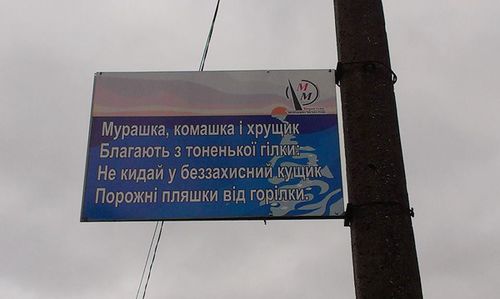 М
М
Мурашка, комашка і хрущик
Благають з тоненької гілки:
Не кидай у беззахисний кущик
Порожні пляшки від горілки.